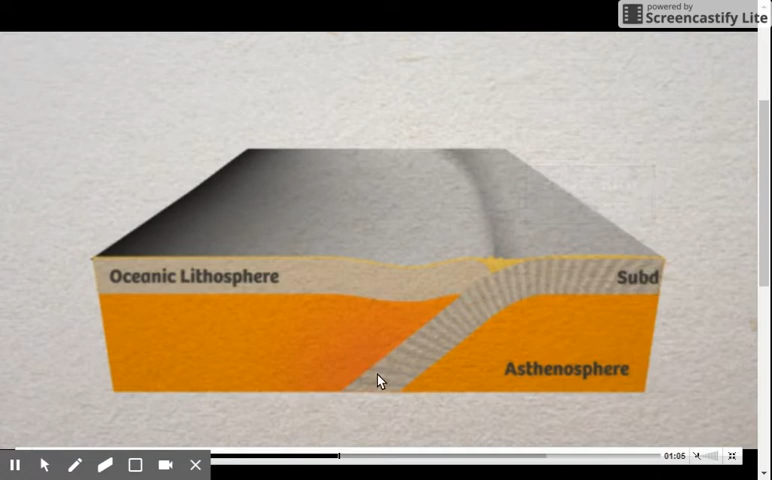 powered by
Screencastify Lite
Oceanic Lithosphere
Subd
Asthenosphere
01:05